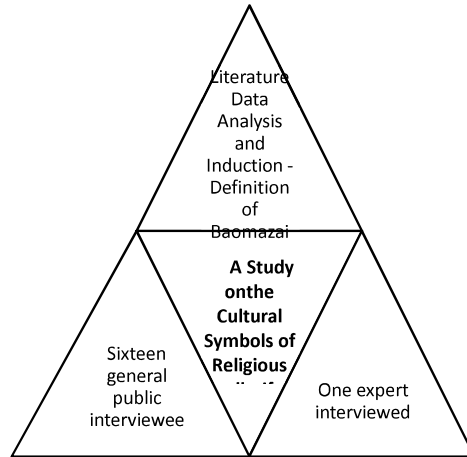 Literature
Data
Analysis
and
Induction -
Definition
of
Baomazai
A Study
onthe
Cultural
Symbols of
Religious
Sixteen
general
public
interviewee
One expert
interviewed